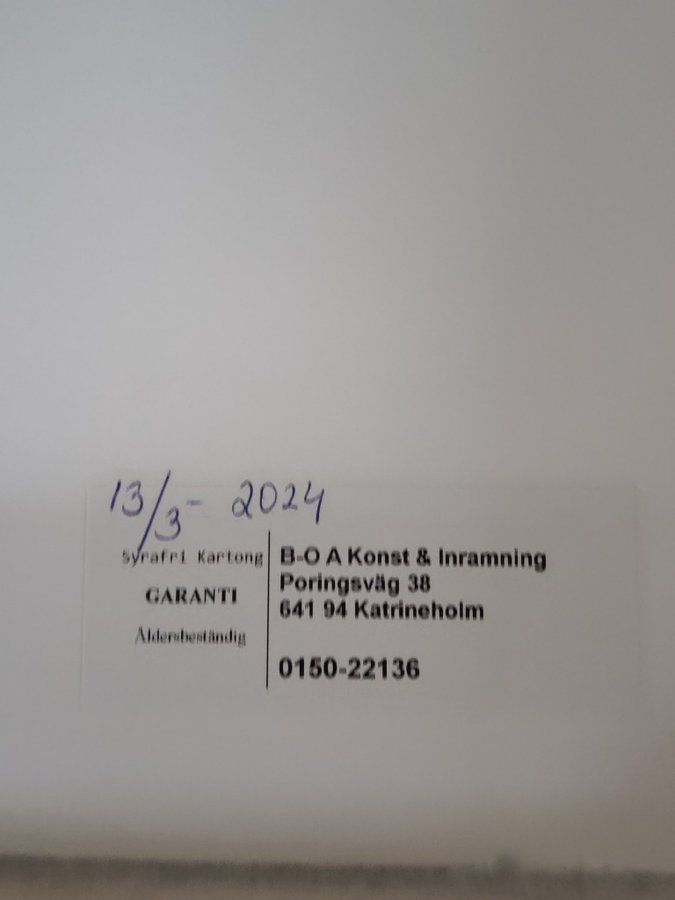 13/3 - 2024
Syrafri Kartong
GARANTI
Åldersbeständig
B-O A Konst & Inramning
Poringsväg 38
641 94 Katrineholm
0150-22136